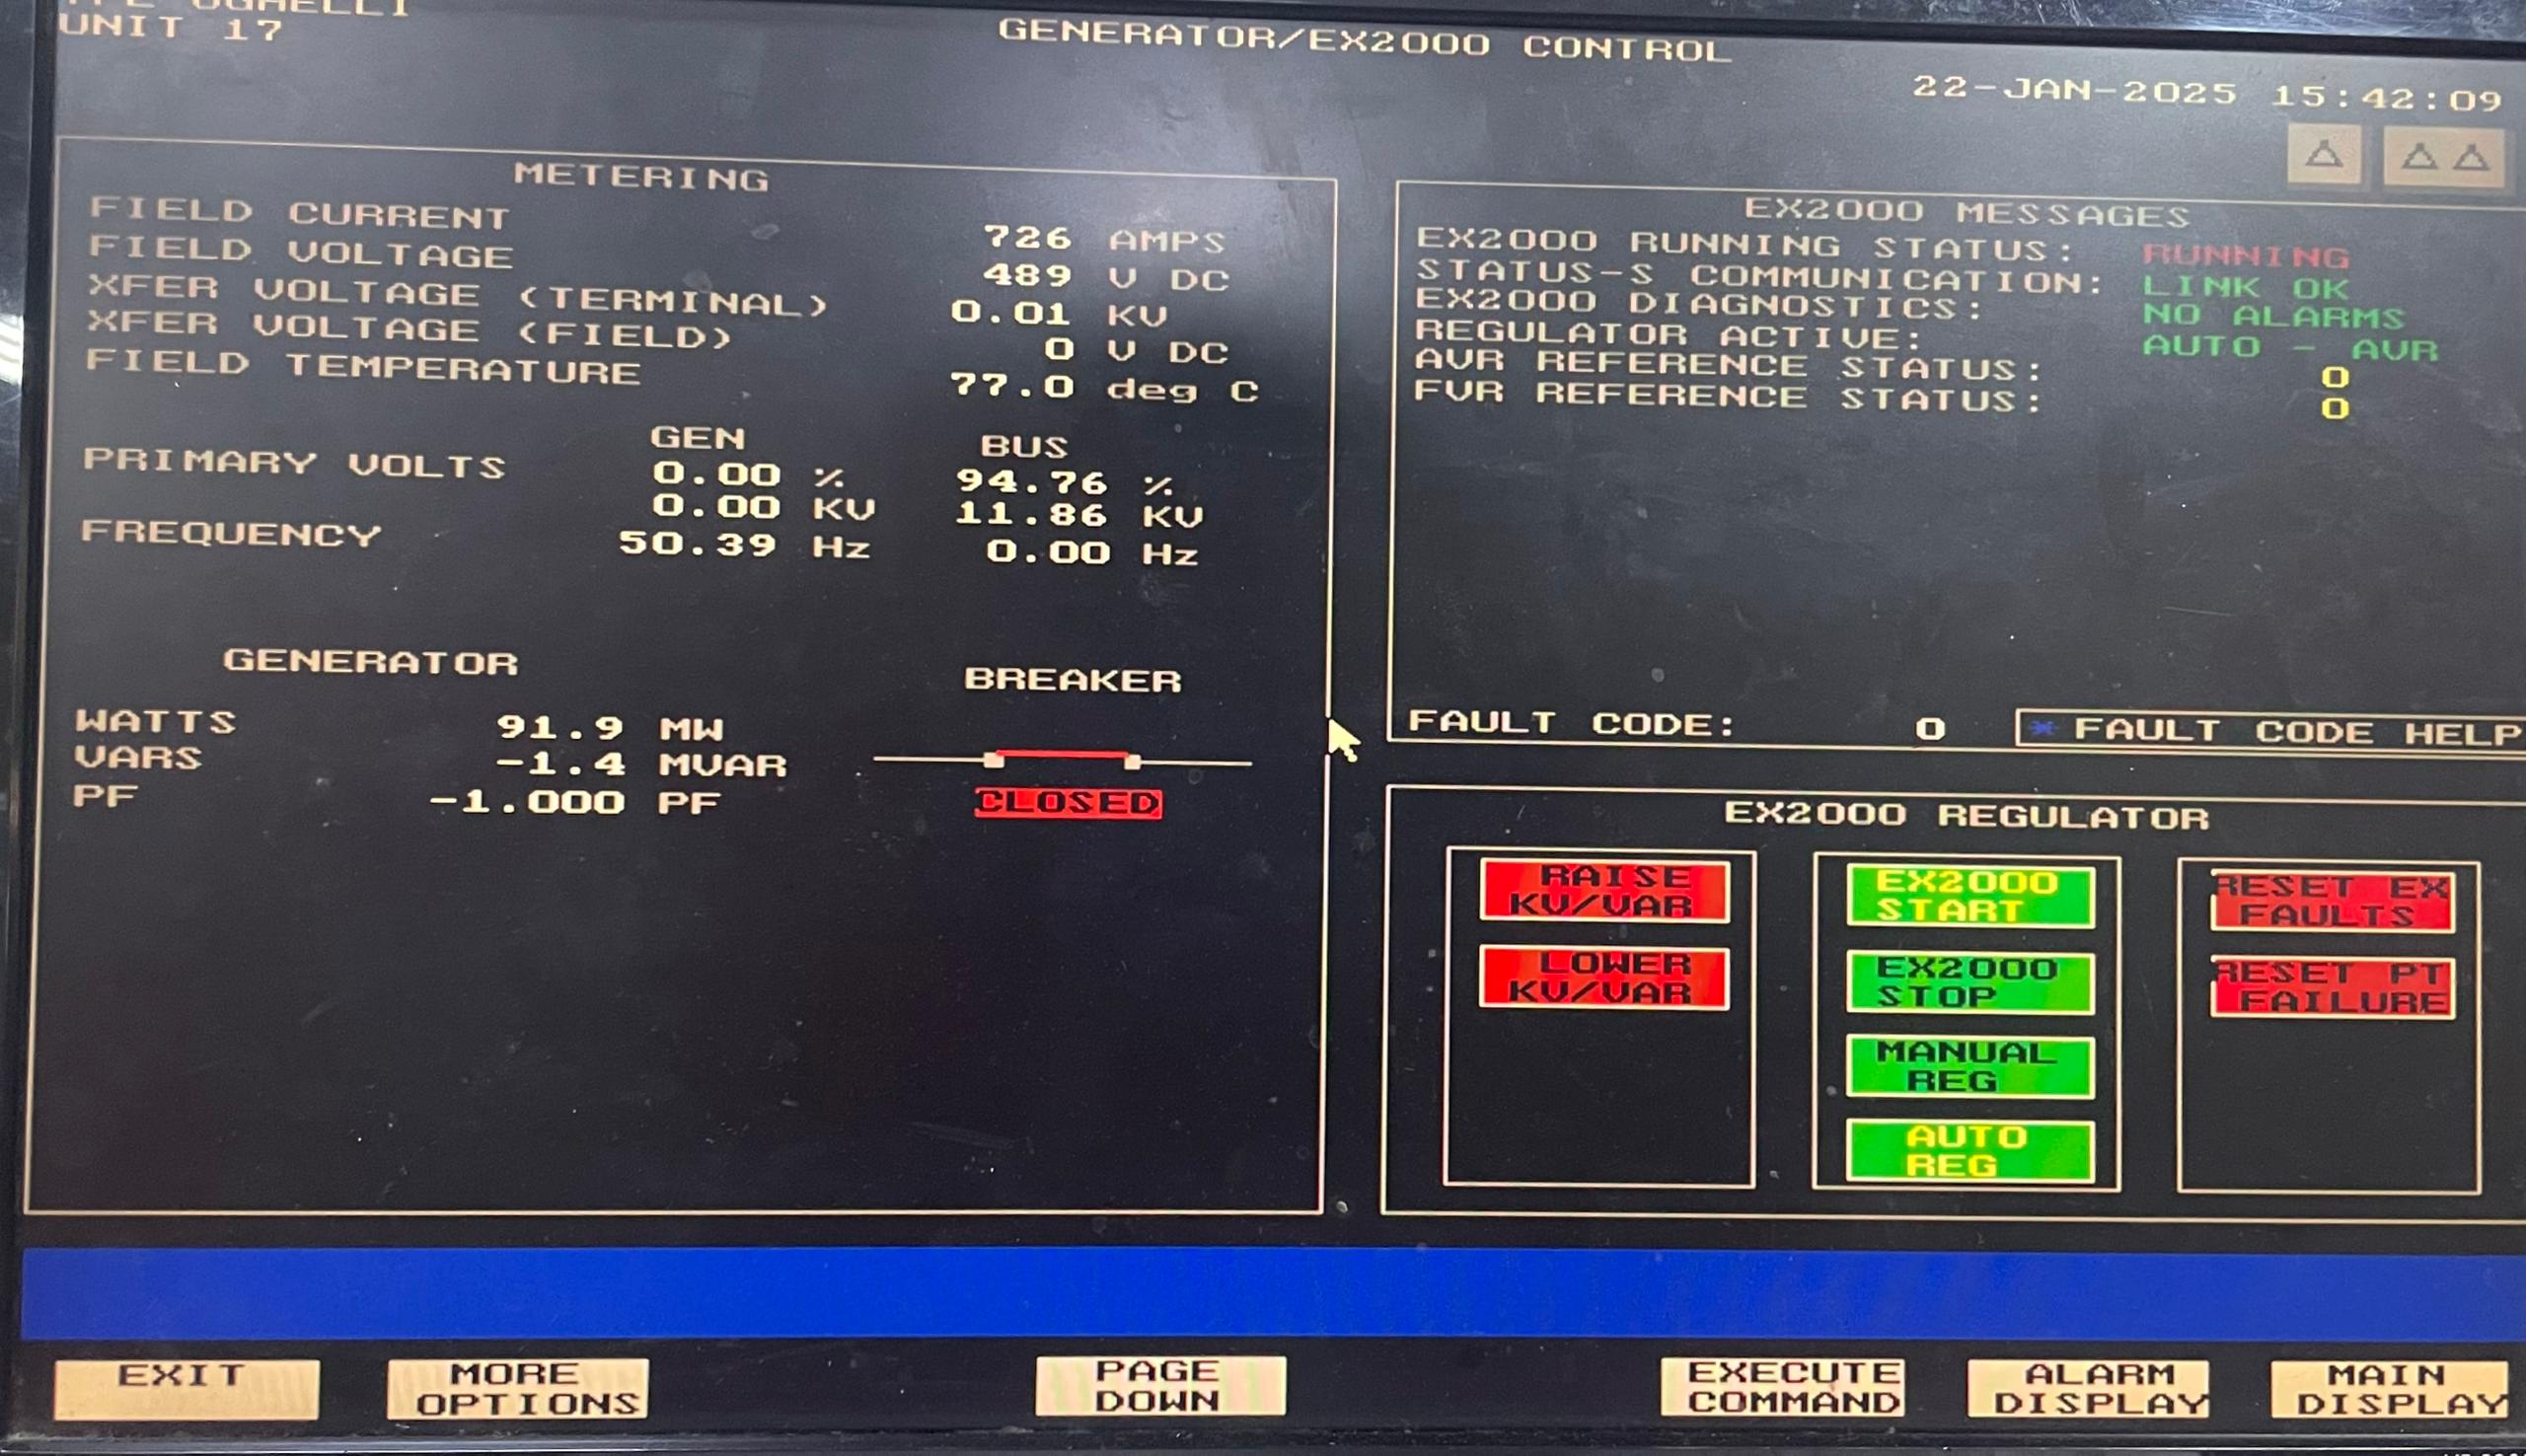 UNIT 17
GENERATOR/EX2000 CONTROL
22-JAN-2025 15:42:09
METERING
FIELD CURRENT 726 AMPS
FIELD VOLTAGE 489 V DC
XFER VOLTAGE (TERMINAL) 0.01 KV
XFER VOLTAGE (FIELD) 0 V DC
FIELD TEMPERATURE 77.0 deg C
GEN BUS
PRIMARY VOLTS 0.00 % 94.76 %
0.00 KV 11.86 KV
FREQUENCY 50.39 Hz 0.00 Hz
GENERATOR
BREAKER
WATTS 91.9 MW
VARS -1.4 MVAR
PF -1.000 PF
CLOSED
EX2000 MESSAGES
EX2000 RUNNING STATUS: RUNNING
STATUS-S COMMUNICATION: LINK OK
EX2000 DIAGNOSTICS: NO ALARMS
REGULATOR ACTIVE: AUTO - AVR
AVR REFERENCE STATUS: 0
FVR REFERENCE STATUS: 0
FAULT CODE: 0 * FAULT CODE HELP
EX2000 REGULATOR
RAISE
KV/VAR
LOWER
KV/VAR
EX2000
START
EX2000
STOP
MANUAL
REG
AUTO
REG
RESET EX
FAULTS
RESET PT
FAILURE
EXIT
MORE
OPTIONS
PAGE
DOWN
EXECUTE
COMMAND
ALARM
DISPLAY
MAIN
DISPLAY